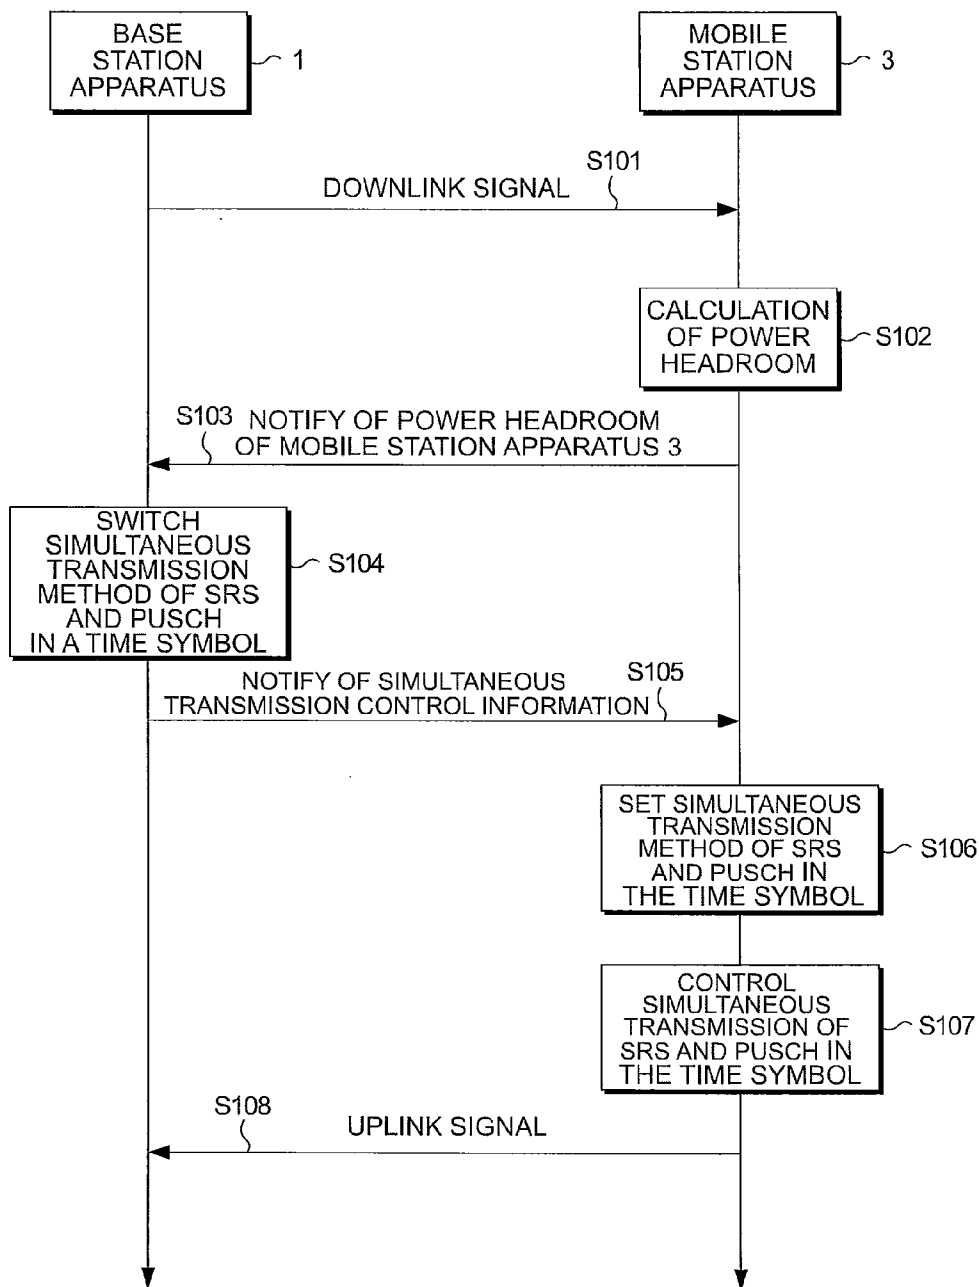 BASE
STATION
APPARATUS
1
MOBILE
STATION
APPARATUS
3
S101
DOWNLINK SIGNAL
CALCULATION
OF POWER
HEADROOM
S102
S103
NOTIFY OF POWER HEADROOM
OF MOBILE STATION APPARATUS 3
SWITCH
SIMULTANEOUS
TRANSMISSION
METHOD OF SRS
AND PUSCH
IN A TIME SYMBOL
S104
S105
NOTIFY OF SIMULTANEOUS
TRANSMISSION CONTROL INFORMATION
SET SIMULTANEOUS
TRANSMISSION
METHOD OF SRS
AND PUSCH IN
THE TIME SYMBOL
S106
CONTROL
SIMULTANEOUS
TRANSMISSION OF
SRS AND PUSCH IN
THE TIME SYMBOL
S107
S108
UPLINK SIGNAL